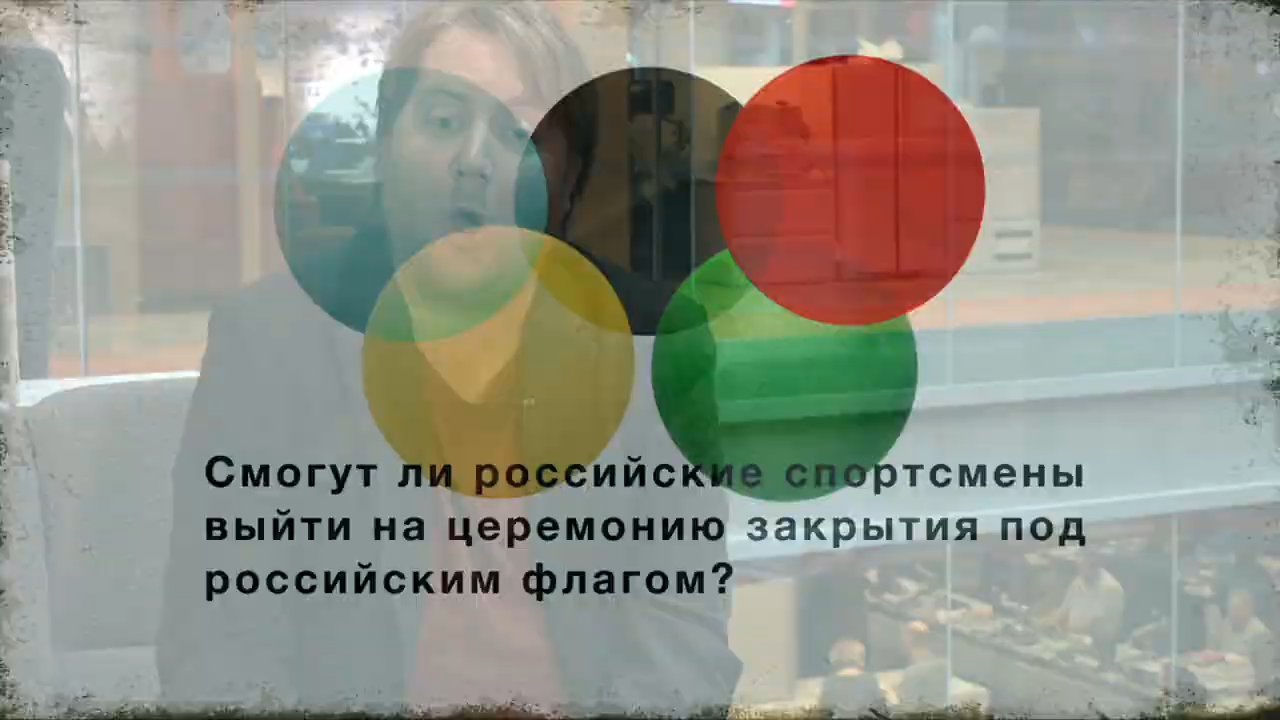 Смогут ли российские спортсмены
выйти на церемонию закрытия под
российским флагом?